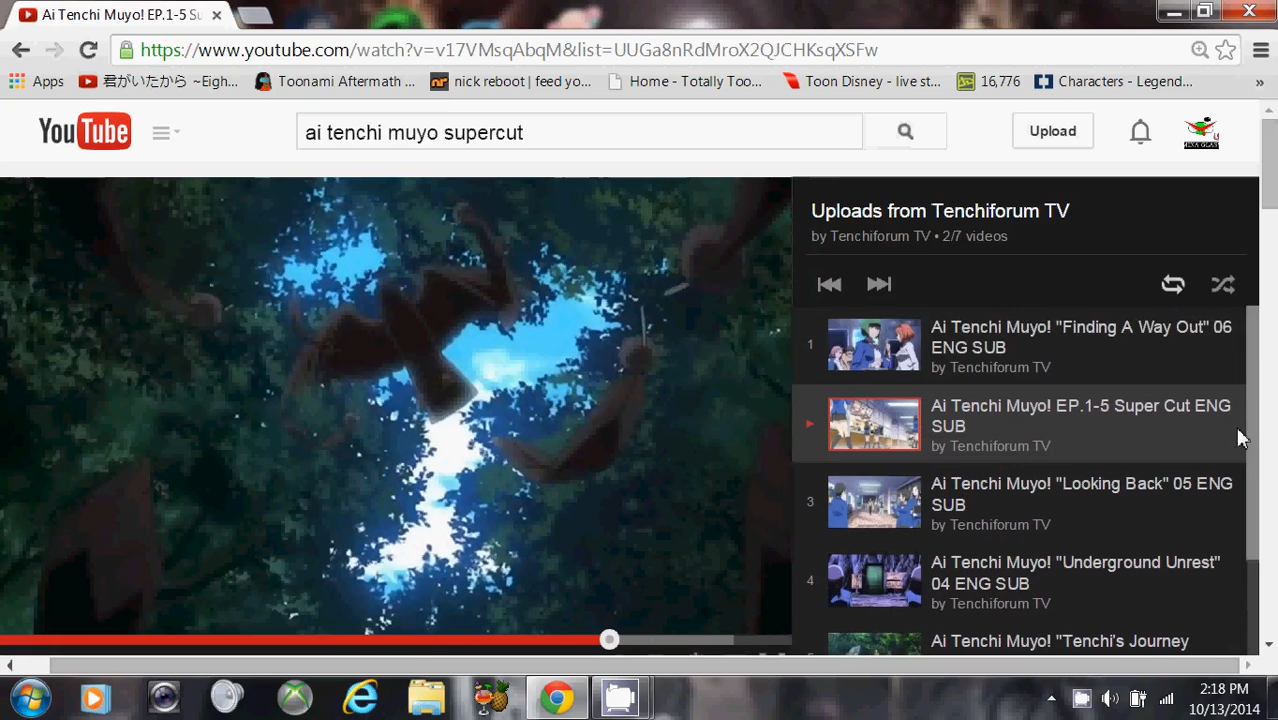 Ai Tenchi Muyo! EP.1-5 Su
https://www.youtube.com/watch?v=v17VMsqAbqM&list=UUGa8nRdMroX2QJCHKsqXSFw
Apps 君がいたから ~Eigh... Toonami Aftermath ... nick reboot | feed yo... Home - Totally Too... Toon Disney - live st... 16,776 Characters - Legend... »
YouTube
ai tenchi muyo supercut
Upload
Uploads from Tenchiforum TV
by Tenchiforum TV • 2/7 videos
1
Ai Tenchi Muyo! "Finding A Way Out" 06
ENG SUB
by Tenchiforum TV
Ai Tenchi Muyo! EP.1-5 Super Cut ENG
SUB
by Tenchiforum TV
3
Ai Tenchi Muyo! "Looking Back" 05 ENG
SUB
by Tenchiforum TV
4
Ai Tenchi Muyo! "Underground Unrest"
04 ENG SUB
by Tenchiforum TV
Ai Tenchi Muyo! "Tenchi's Journey
2:18 PM
10/13/2014